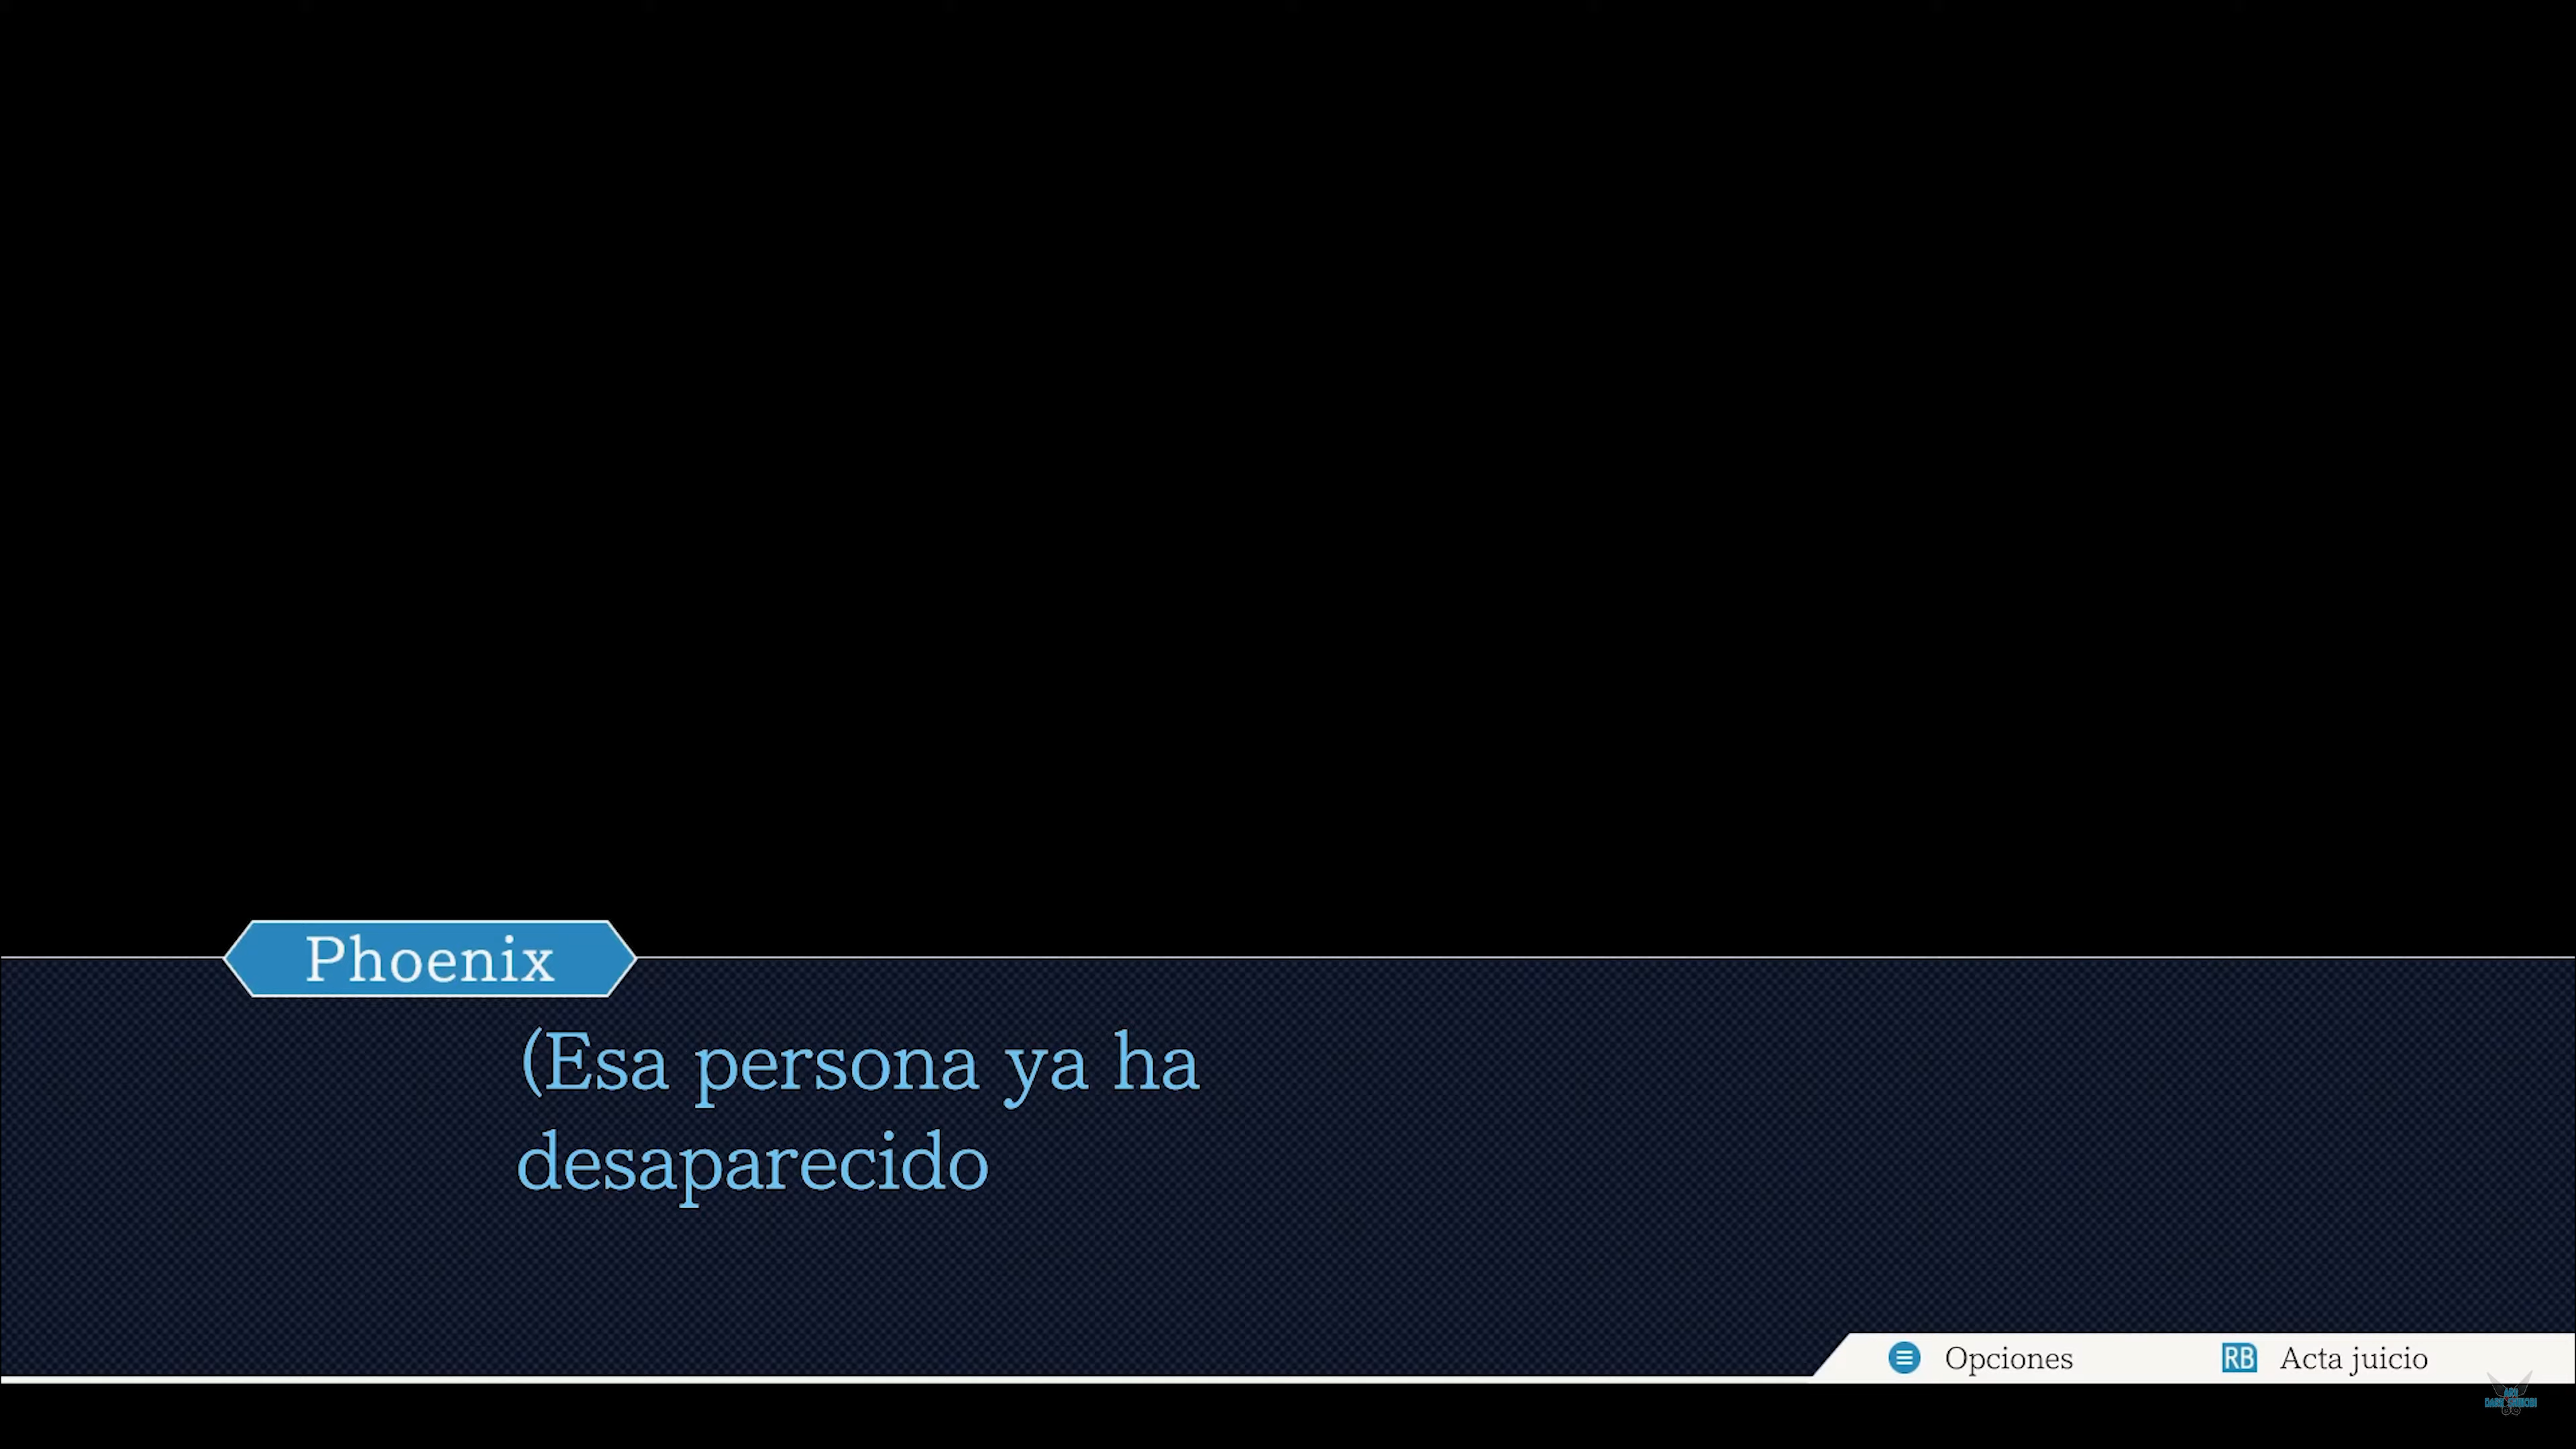 Phoenix
(Esa persona ya ha
desaparecido
Opciones
RB Acta juicio